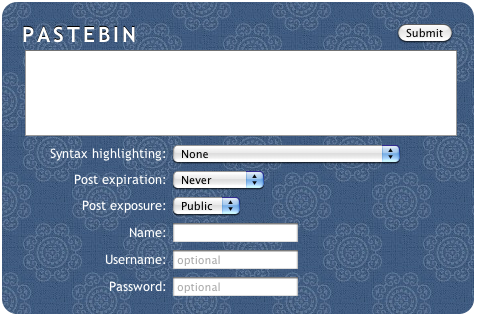 PASTEBIN Submit
Syntax highlighting: None
Post expiration: Never
Post exposure: Public
Name:
Username: optional
Password: optional